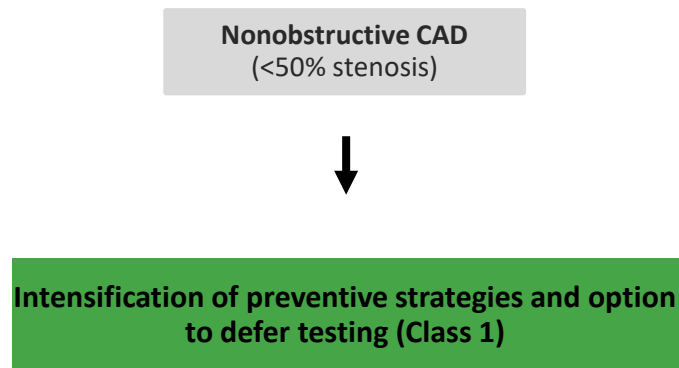 Nonobstructive CAD
(<50% stenosis)
Intensification of preventive strategies and option
to defer testing (Class 1)